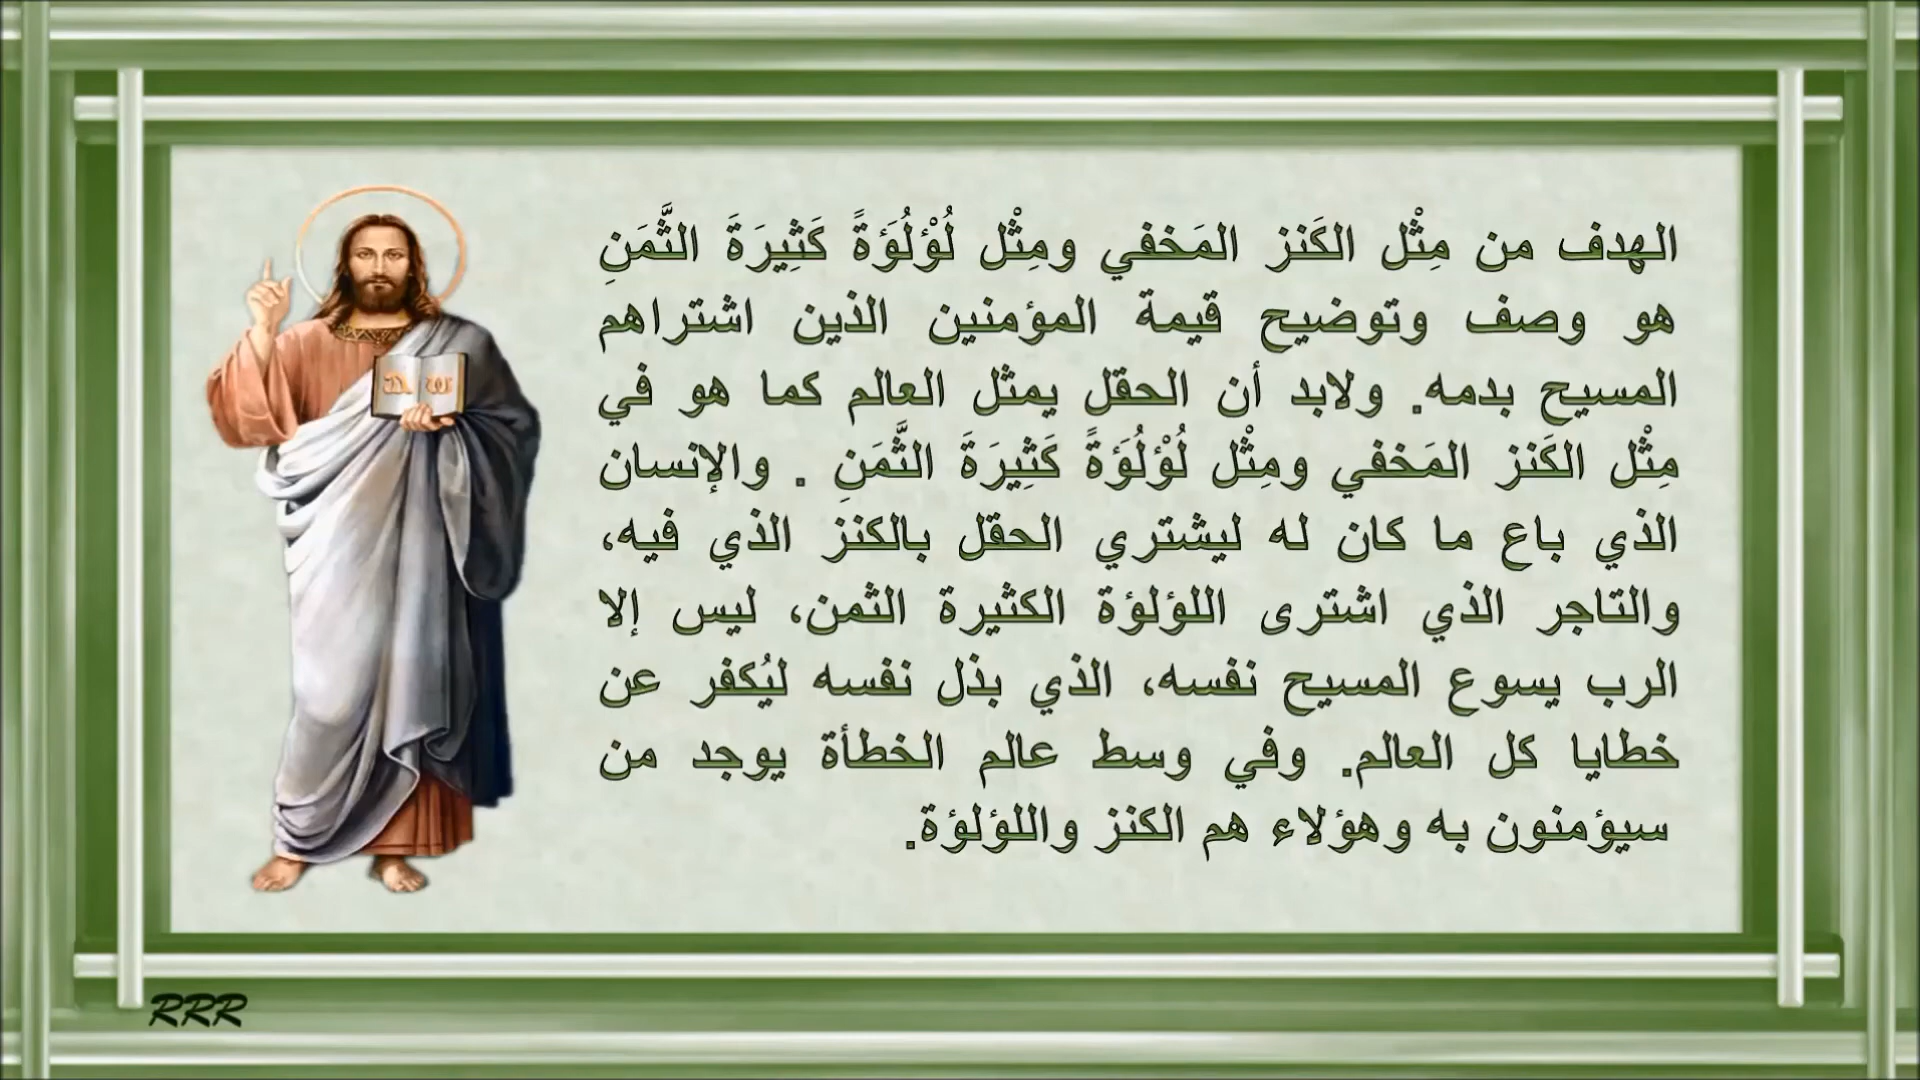 الهدف من مِثْل الكَنز المَخفي ومِثْل لُؤْلُؤَةً كَثِيرَةَ الثَّمَنِ
هو وصف وتوضيح قيمة المؤمنين الذين اشتراهم
المسيح بدمه. ولابد أن الحقل يمثل العالم كما هو في
مِثْل الكَنز المَخفي ومِثْل لُؤْلُؤَةً كَثِيرَةَ الثَّمَنِ . والإنسان
الذي باع ما كان له ليشتري الحقل بالكنز الذي فيه،
والتاجر الذي اشترى اللؤلؤة الكثيرة الثمن، ليس إلا
الرب يسوع المسيح نفسه، الذي بذل نفسه ليُكفر عن
خطايا كل العالم. وفي وسط عالم الخطأة يوجد من
سيؤمنون به وهؤلاء هم الكنز واللؤلؤة.
RRR